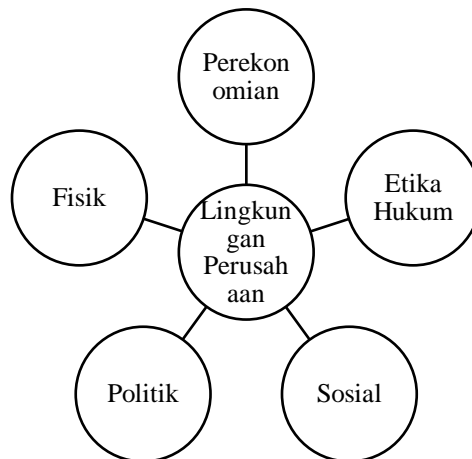 Perekon
omian
Etika
Hukum
Sosial
Politik
Fisik
Lingkun
gan
Perusah
aan